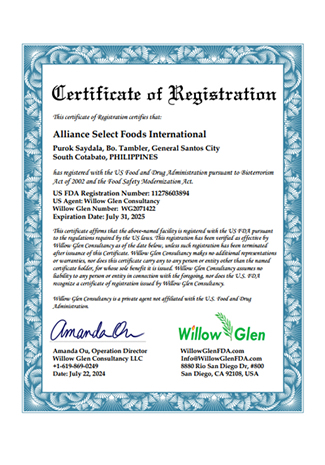 Certificate of Registration
This certificate of Registration certifies that:
Alliance Select Foods International
Purok Saydala, Bo. Tambler, General Santos City
South Cotabato, PHILIPPINES
has registered with the US Food and Drug Administration pursuant to Bioterrorism
Act of 2002 and the Food Safety Modernization Act.
US FDA Registration Number: 11278603894
US Agent: Willow Glen Consultancy
Willow Glen Number: WG2071422
Expiration Date: July 31, 2025
This certificate affirms that the above-named facility is registered with the US FDA pursuant
to the regulations required by the US laws. This registration has been verified as effective by
Willow Glen Consultancy as of the date below, unless such registration has been terminated
after issuance of this Certificate. Willow Glen Consultancy makes no additional representations
or warranties, nor does this certificate carry any to any person or entity other than the named
certificate holder, for whose sole benefit it is issued. Willow Glen Consultancy assumes no
liability to any person or entity in connection with the foregoing, nor does the U.S. FDA
recognize a certificate of registration issued by Willow Glen Consultancy.
Willow Glen Consultancy is a private agent not affiliated with the U.S. Food and Drug
Administration.
Amanda Ou
Willow Glen
Amanda Ou, Operation Director
Willow Glen Consultancy LLC
+1-619-869-0249
Date: July 22, 2024
WillowGlenFDA.com
Info@WillowGlenFDA.com
8880 Rio San Diego Dr, #800
San Diego, CA 92108, USA